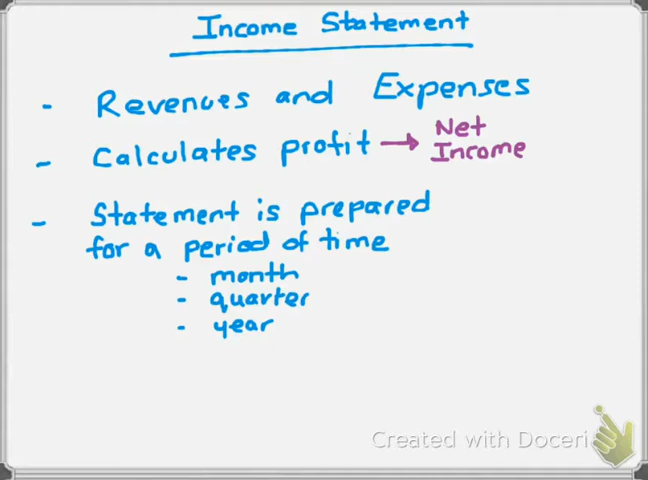 Income Statement
- Revenues and Expenses
- Calculates profit → Net
Income
- Statement is prepared
for a period of time
- month
- quarter
- year
Created with Doceri